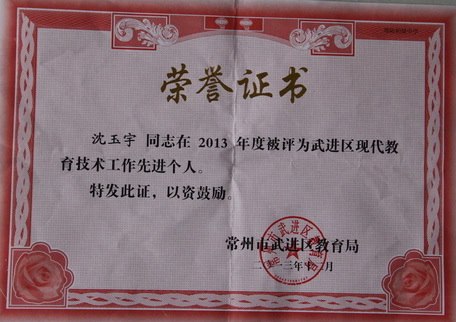 荣誉证书
沈玉宇 同志在 2013 年度被评为武进区现代教
育技术工作先进个人。
特发此证，以资鼓励。
常州市武进区教育局